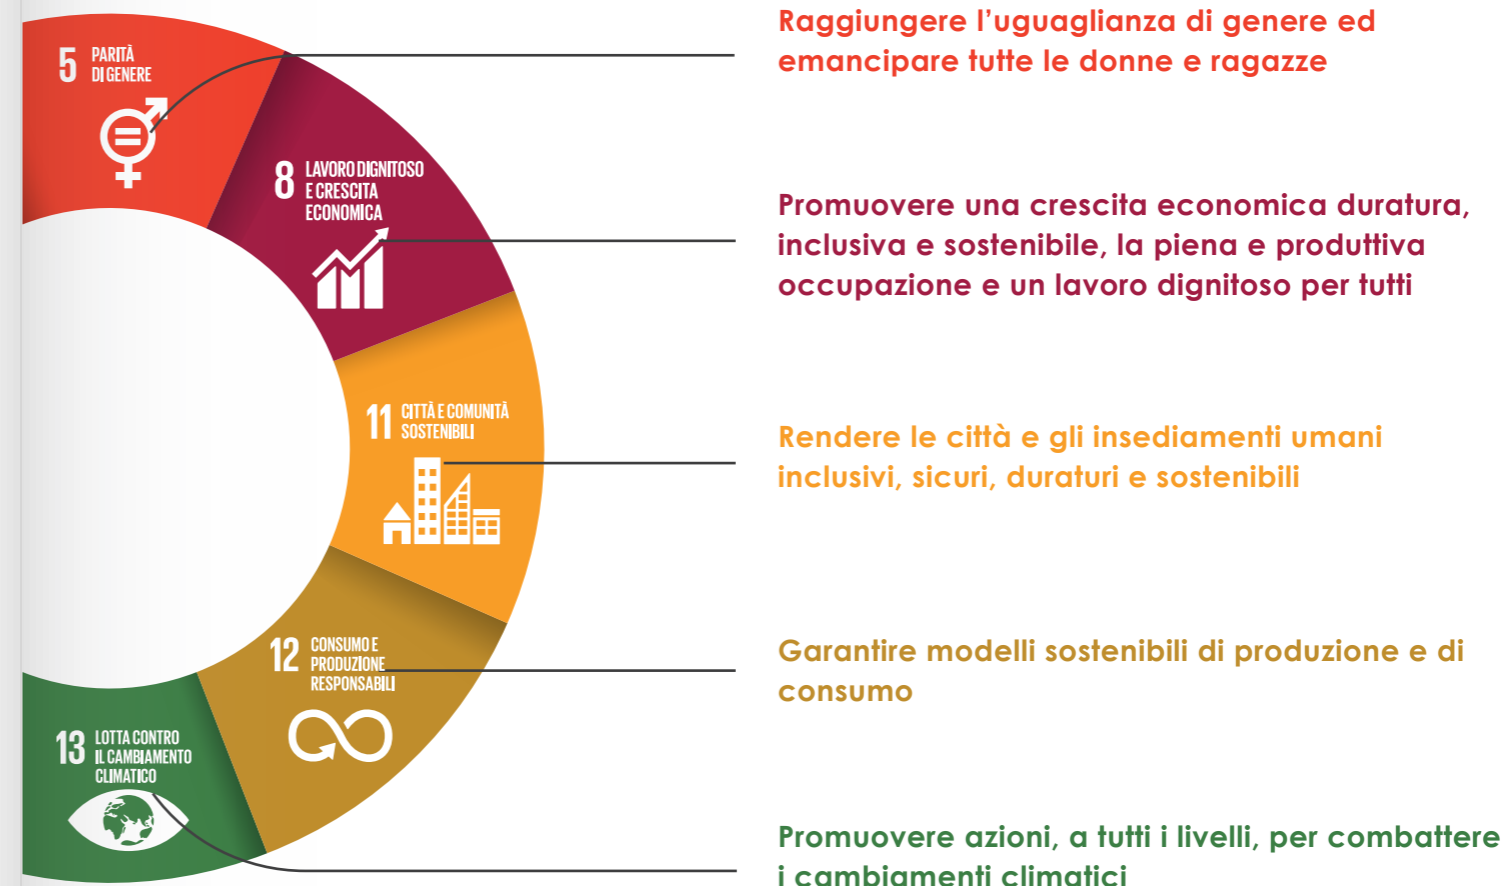 5 PARITÀ
DI GENERE
Raggiungere l’uguaglianza di genere ed
emancipare tutte le donne e ragazze
8 LAVORO DIGNITOSO
E CRESCITA
ECONOMICA
Promuovere una crescita economica duratura,
inclusiva e sostenibile, la piena e produttiva
occupazione e un lavoro dignitoso per tutti
11 CITTÀ E COMUNITÀ
SOSTENIBILI
Rendere le città e gli insediamenti umani
inclusivi, sicuri, duraturi e sostenibili
12 CONSUMO E
PRODUZIONE
RESPONSABILI
Garantire modelli sostenibili di produzione e di
consumo
13 LOTTA CONTRO
IL CAMBIAMENTO
CLIMATICO
Promuovere azioni, a tutti i livelli, per combattere
i cambiamenti climatici